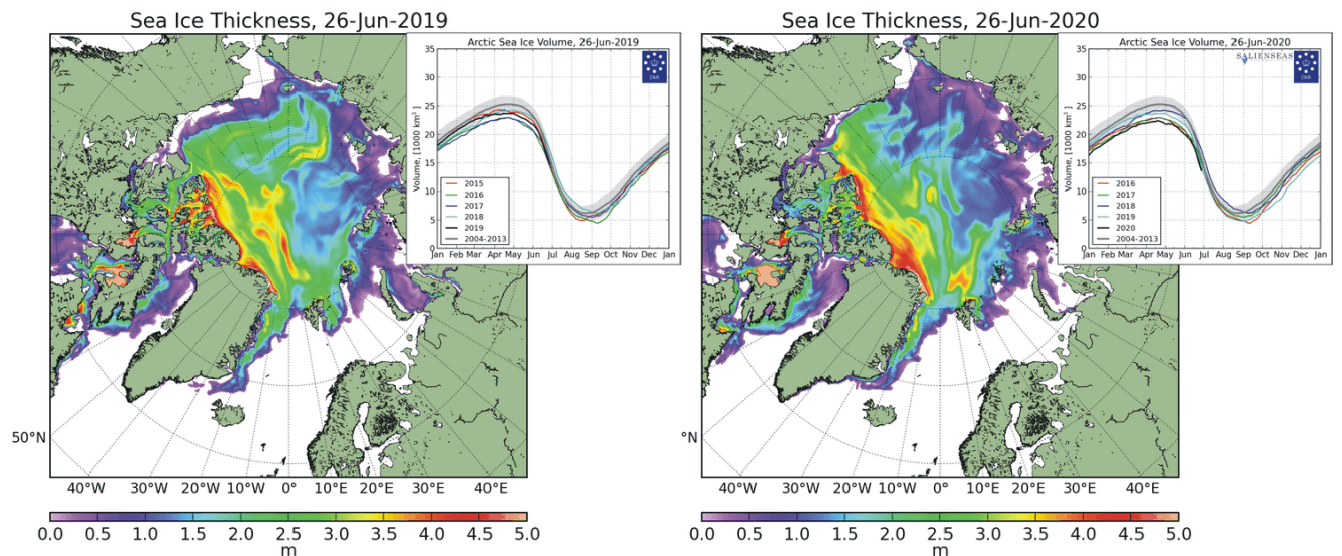 Sea Ice Thickness, 26-Jun-2019
Arctic Sea Ice Volume, 26-Jun-2019
35
30
25
20
15
10
5
0
Volume, [1000 km³]
DMI
2015
2016
2017
2018
2019
2004-2013
Jan Feb Mar Apr May Jun Jul Aug Sep Oct Nov Dec Jan
50°N
40°W 30°W 20°W 10°W 0° 10°E 20°E 30°E 40°E
0.0 0.5 1.0 1.5 2.0 2.5 3.0 3.5 4.0 4.5 5.0
m
Sea Ice Thickness, 26-Jun-2020
Arctic Sea Ice Volume, 26-Jun-2020
SALIENSEAS
DMI
35
30
25
20
15
10
5
0
Volume, [1000 km³]
2016
2017
2018
2019
2020
2004-2013
Jan Feb Mar Apr May Jun Jul Aug Sep Oct Nov Dec Jan
°N
40°W 30°W 20°W 10°W 0° 10°E 20°E 30°E 40°E
0.0 0.5 1.0 1.5 2.0 2.5 3.0 3.5 4.0 4.5 5.0
m